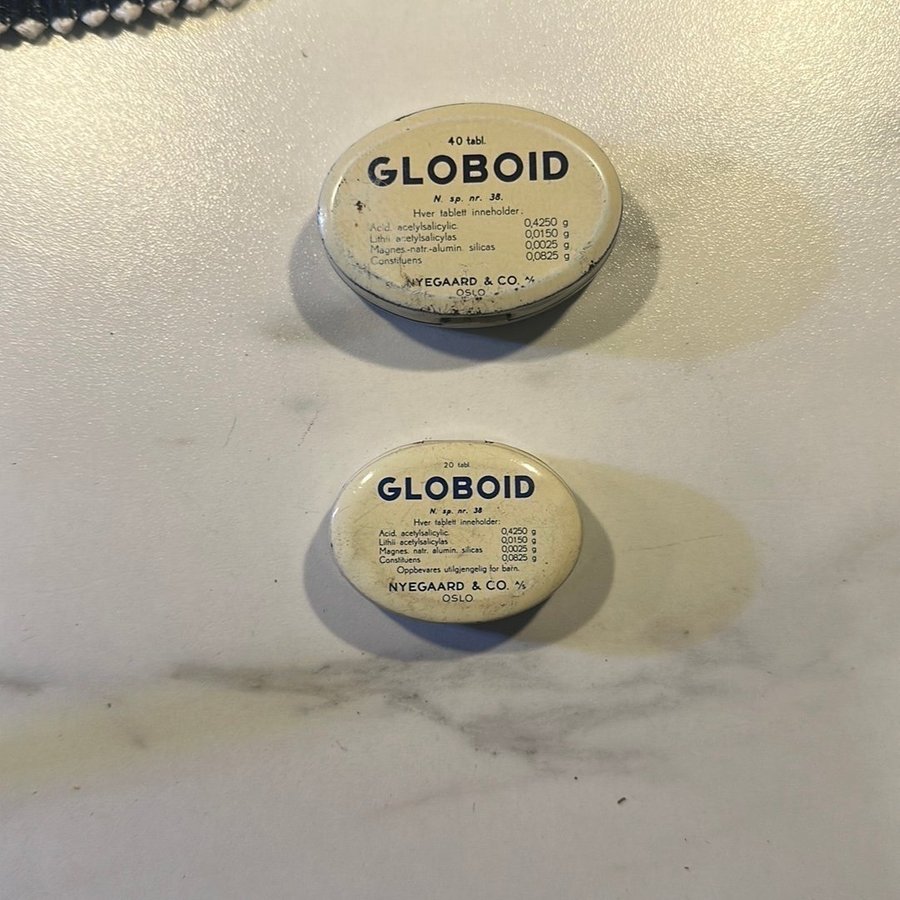 40 tabl.
GLOBOID
N. sp. nr. 38.
Hver tablett inneholder:
Acid. acetylsalicylic. 0,4250 g
Lithii acetylsalicylas 0,0150 g
Magnes.-natr.-alumin. silicas 0,0025 g
Constituens 0,0825 g
NYEGAARD & CO. A/S
OSLO
20 tabl.
GLOBOID
N. sp. nr. 38
Hver tablett inneholder:
Acid. acetylsalicylic. 0,4250 g
Lithii acetylsalicylas 0,0150 g
Magnes. natr. alumin. silicas 0,0025 g
Constituens 0,0825 g
Oppbevares utilgjengelig for barn.
NYEGAARD & CO. A/S
OSLO